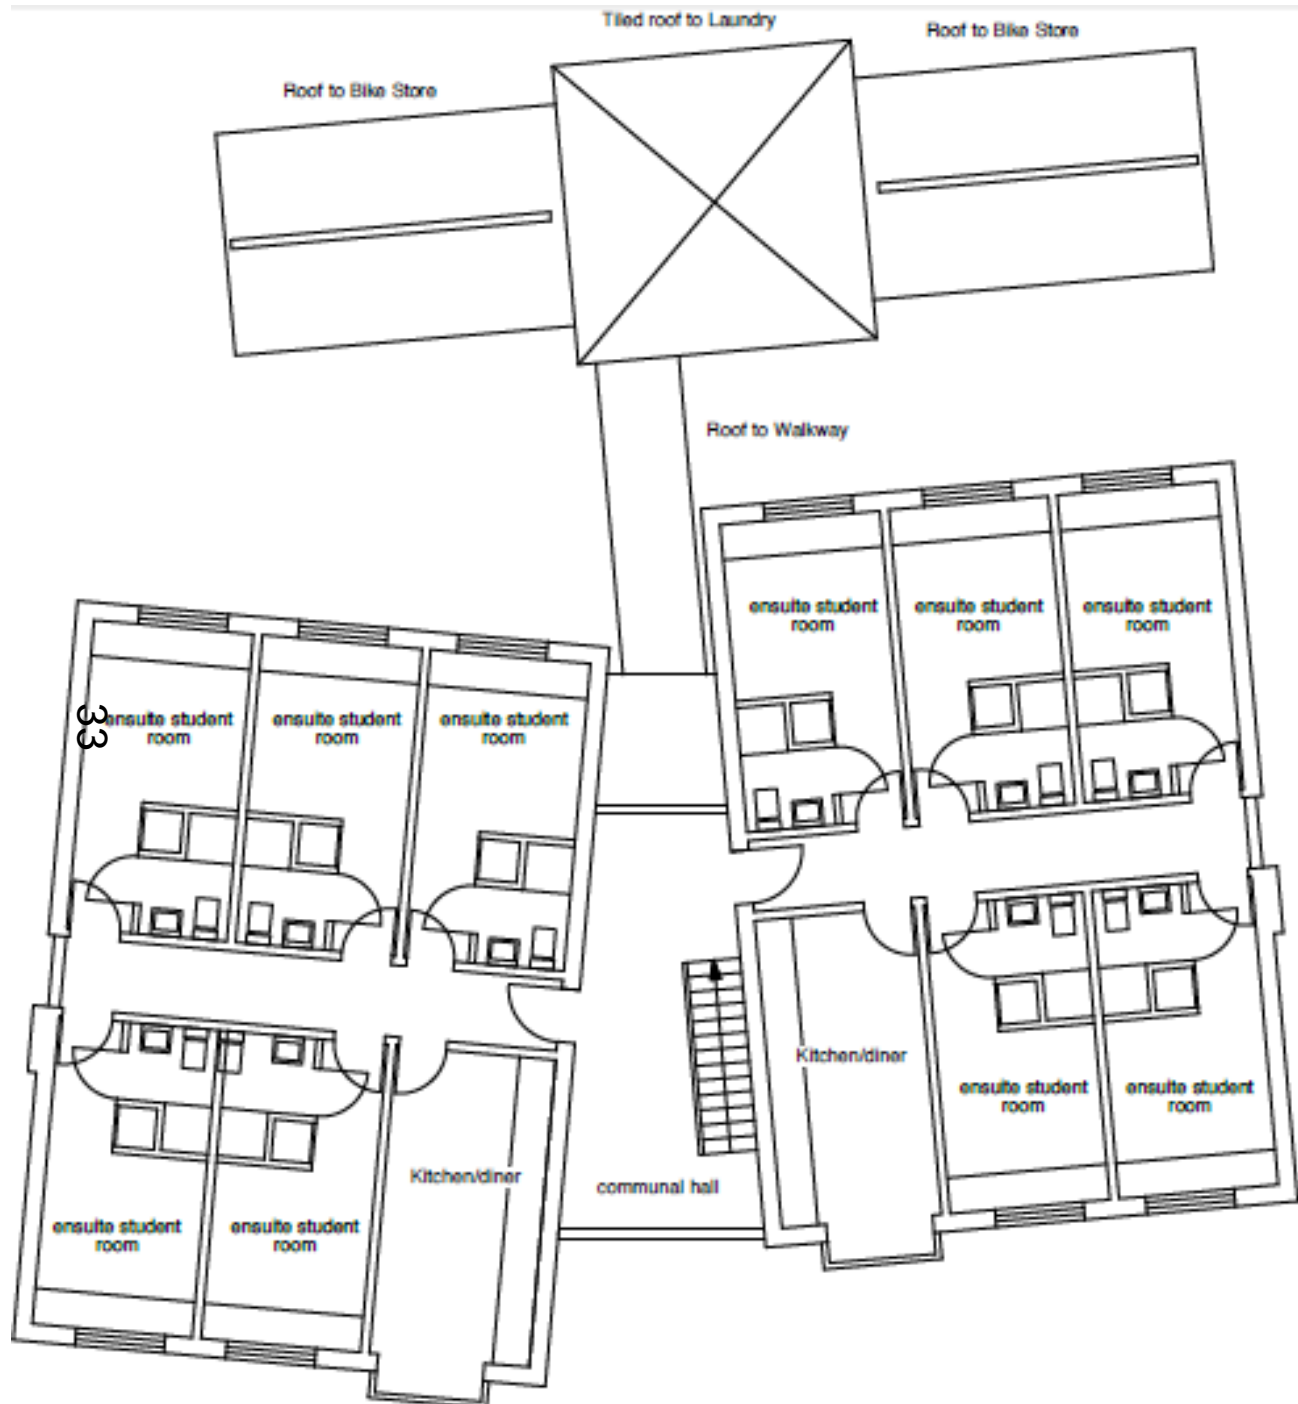 Tiled roof to Laundry
Roof to Bike Store
Roof to Bike Store
Roof to Walkway
ensuite student
room
ensuite student
room
ensuite student
room
33
ensuite student
room
ensuite student
room
ensuite student
room
Kitchen/diner
ensuite student
room
ensuite student
room
Kitchen/diner
communal hall
ensuite student
room
ensuite student
room